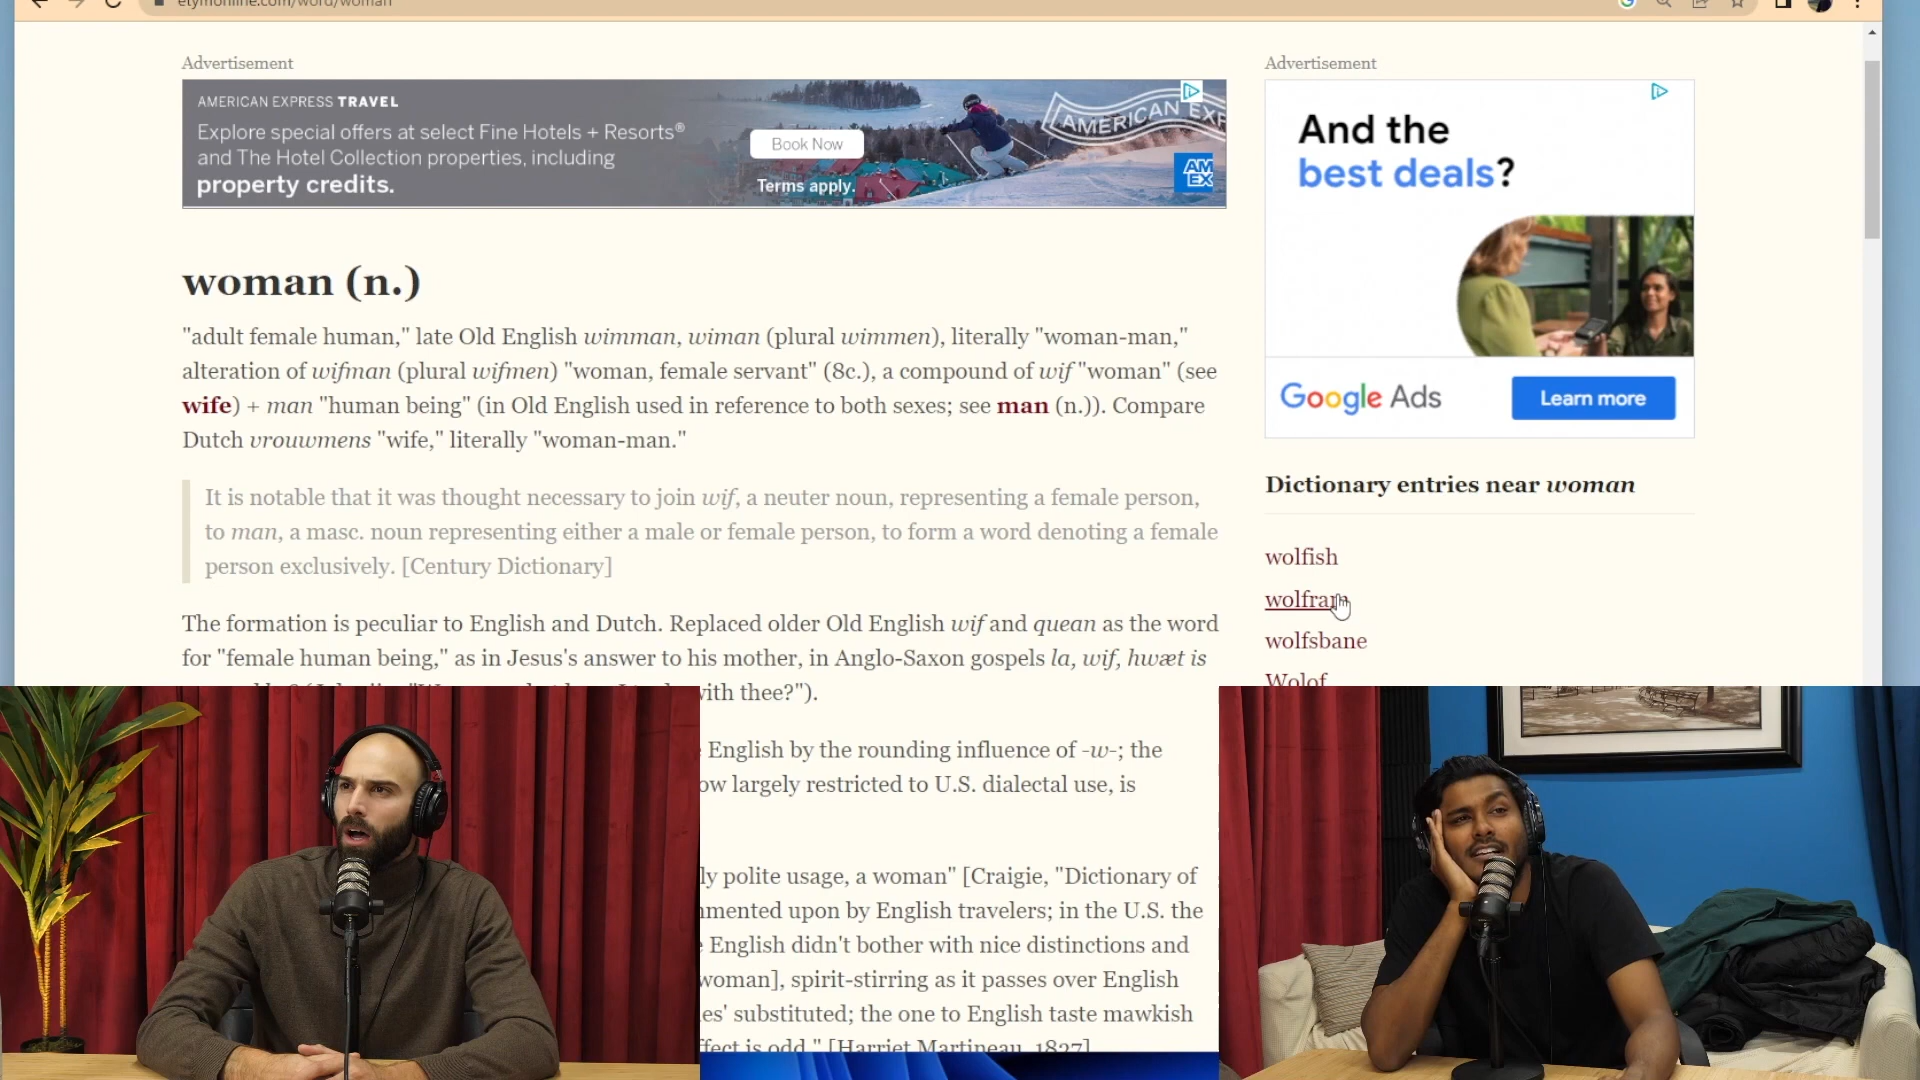 etymonline.com/word/woman
Advertisement
AMERICAN EXPRESS TRAVEL
Explore special offers at select Fine Hotels + Resorts®
and The Hotel Collection properties, including
property credits.
Book Now
Terms apply.
AMERICAN EXPR
AM
EX
woman (n.)
"adult female human," late Old English wimman, wiman (plural wimmen), literally "woman-man,"
alteration of wifman (plural wifmen) "woman, female servant" (8c.), a compound of wif "woman" (see
wife) + man "human being" (in Old English used in reference to both sexes; see man (n.)). Compare
Dutch vrouwmens "wife," literally "woman-man."
It is notable that it was thought necessary to join wif, a neuter noun, representing a female person,
to man, a masc. noun representing either a male or female person, to form a word denoting a female
person exclusively. [Century Dictionary]
The formation is peculiar to English and Dutch. Replaced older Old English wif and quean as the word
for "female human being," as in Jesus's answer to his mother, in Anglo-Saxon gospels la, wif, hwæt is
with thee?").
English by the rounding influence of -w-; the
largely restricted to U.S. dialectal use, is
polite usage, a woman" [Craigie, "Dictionary of
upon by English travelers; in the U.S. the
English didn't bother with nice distinctions and
woman], spirit-stirring as it passes over English
substituted; the one to English taste mawkish
is odd." [Harriet Martineau, 1837]
Advertisement
And the
best deals?
Google Ads
Learn more
Dictionary entries near woman
wolfish
wolfram
wolfsbane
Wolof